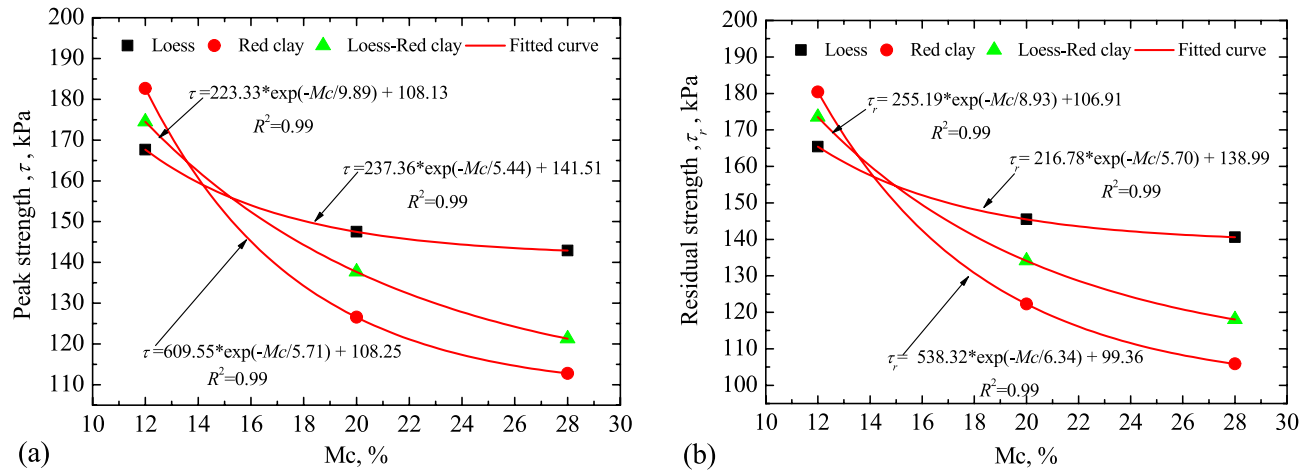 Peak strength ,τ , kPa
200
190
180
170
160
150
140
130
120
110
Loess Red clay Loess-Red clay Fitted curve
τ=223.33*exp(-Mc/9.89) + 108.13
R²=0.99
τ=237.36*exp(-Mc/5.44) + 141.51
R²=0.99
τ=609.55*exp(-Mc/5.71) + 108.25
R²=0.99
10 12 14 16 18 20 22 24 26 28 30
(a) Mc, %
Residual strength ,τr, kPa
200
190
180
170
160
150
140
130
120
110
100
Loess Red clay Loess-Red clay Fitted curve
τr= 255.19*exp(-Mc/8.93) +106.91
R²=0.99
τr= 216.78*exp(-Mc/5.70) + 138.99
R²=0.99
τr= 538.32*exp(-Mc/6.34) + 99.36
R²=0.99
10 12 14 16 18 20 22 24 26 28 30
(b) Mc, %